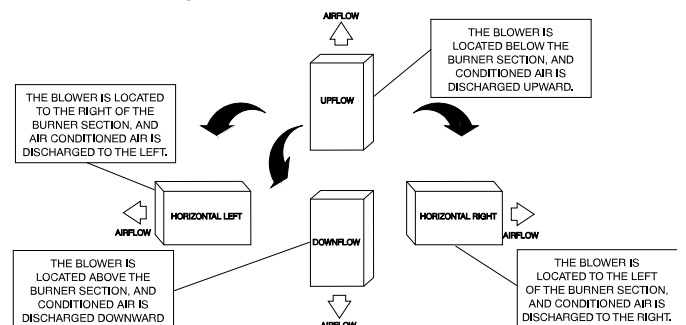 AIRFLOW
THE BLOWER IS
LOCATED BELOW THE
BURNER SECTION, AND
CONDITIONED AIR IS
DISCHARGED UPWARD.
UPFLOW
THE BLOWER IS LOCATED
TO THE RIGHT OF THE
BURNER SECTION, AND
AIR CONDITIONED AIR IS
DISCHARGED TO THE LEFT.
HORIZONTAL LEFT
AIRFLOW
DOWNFLOW
HORIZONTAL RIGHT
AIRFLOW
THE BLOWER IS
LOCATED ABOVE THE
BURNER SECTION, AND
CONDITIONED AIR IS
DISCHARGED DOWNWARD
THE BLOWER IS
LOCATED TO THE LEFT
OF THE BURNER SECTION,
AND CONDITIONED AIR IS
DISCHARGED TO THE RIGHT.
AIRFLOW